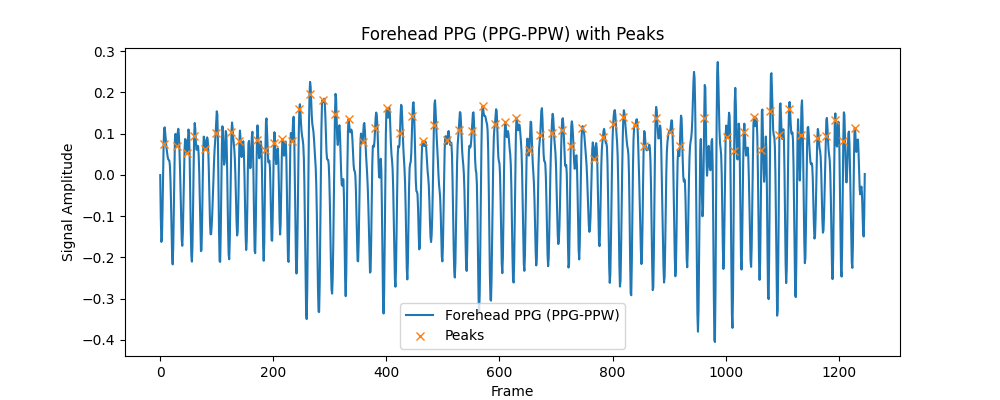 Forehead PPG (PPG-PPW) with Peaks
0.3
0.2
0.1
0.0
−0.1
−0.2
−0.3
−0.4
Signal Amplitude
Forehead PPG (PPG-PPW)
Peaks
0 200 400 600 800 1000 1200
Frame